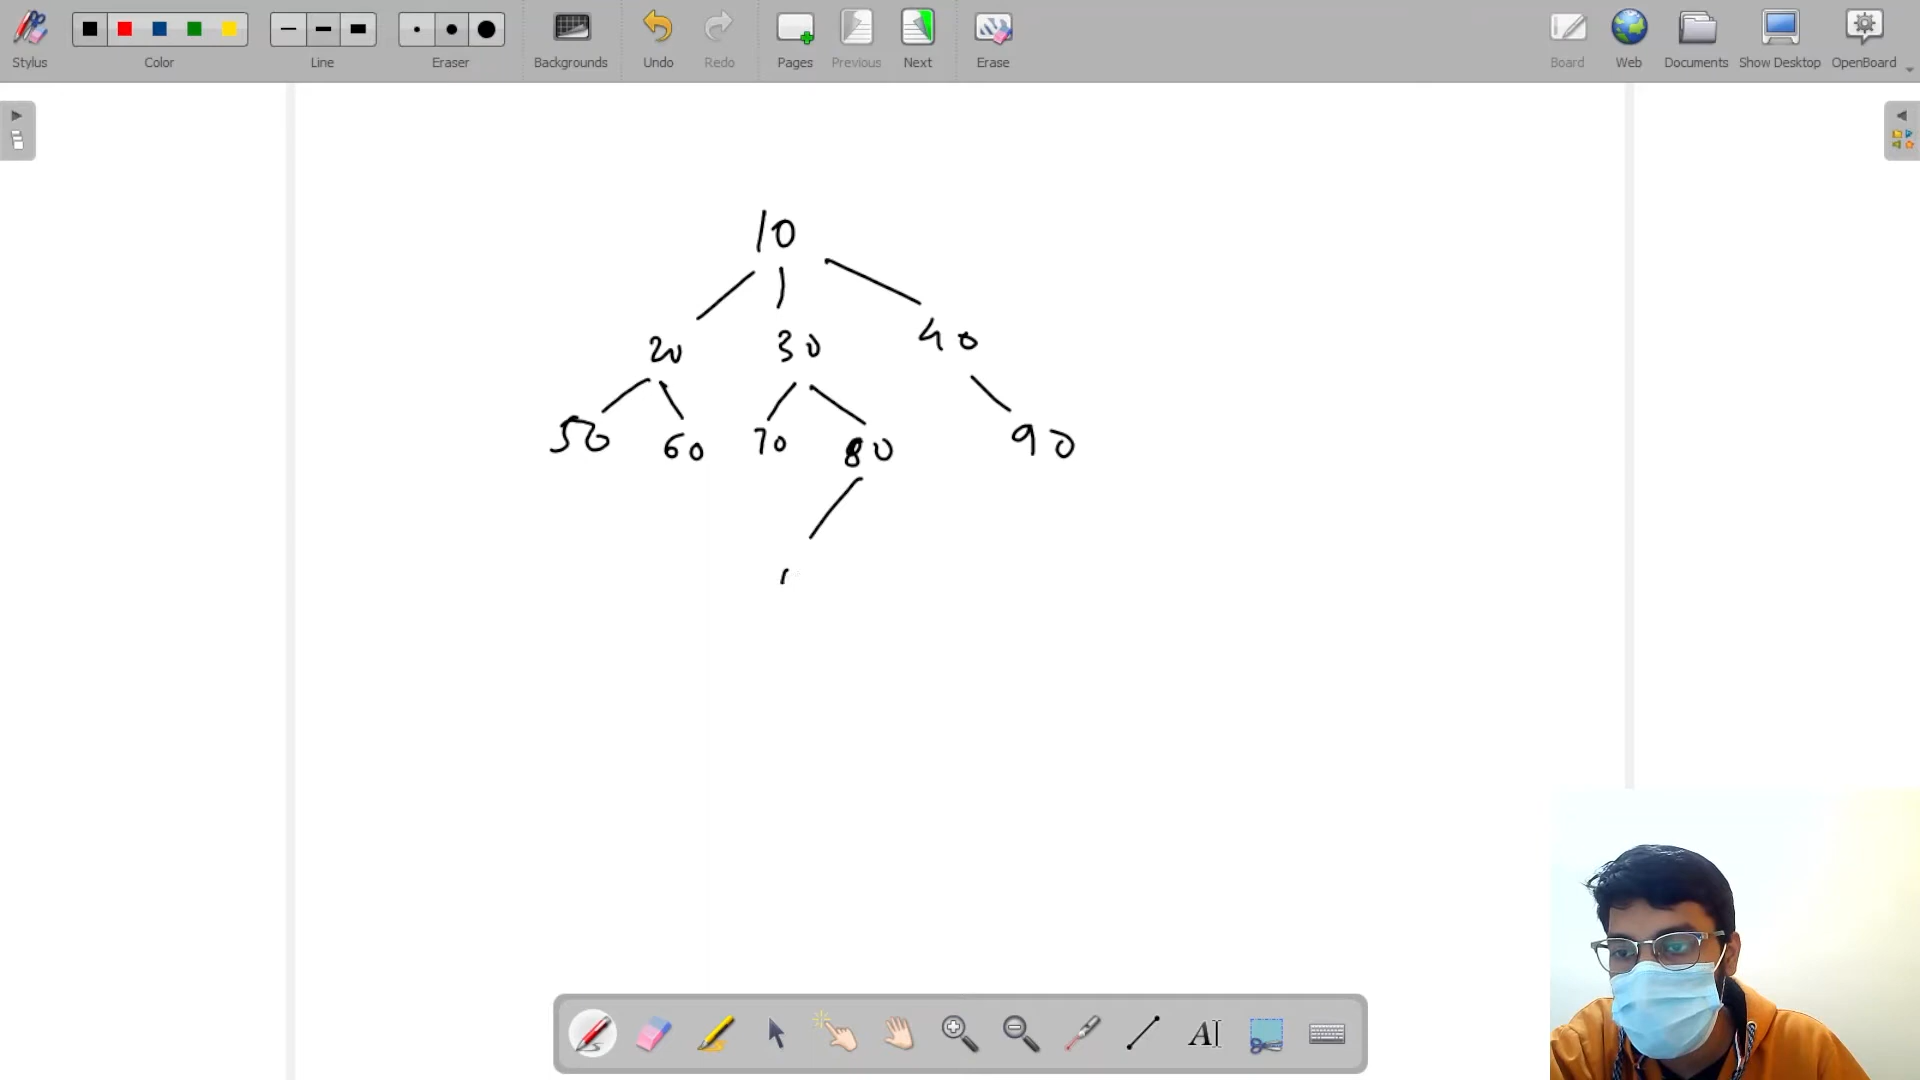 Stylus Color Line Eraser Backgrounds Undo Redo Pages Previous Next Erase Board Web Documents Show Desktop OpenBoard
10
20 30 40
50 60 70 80 90
A